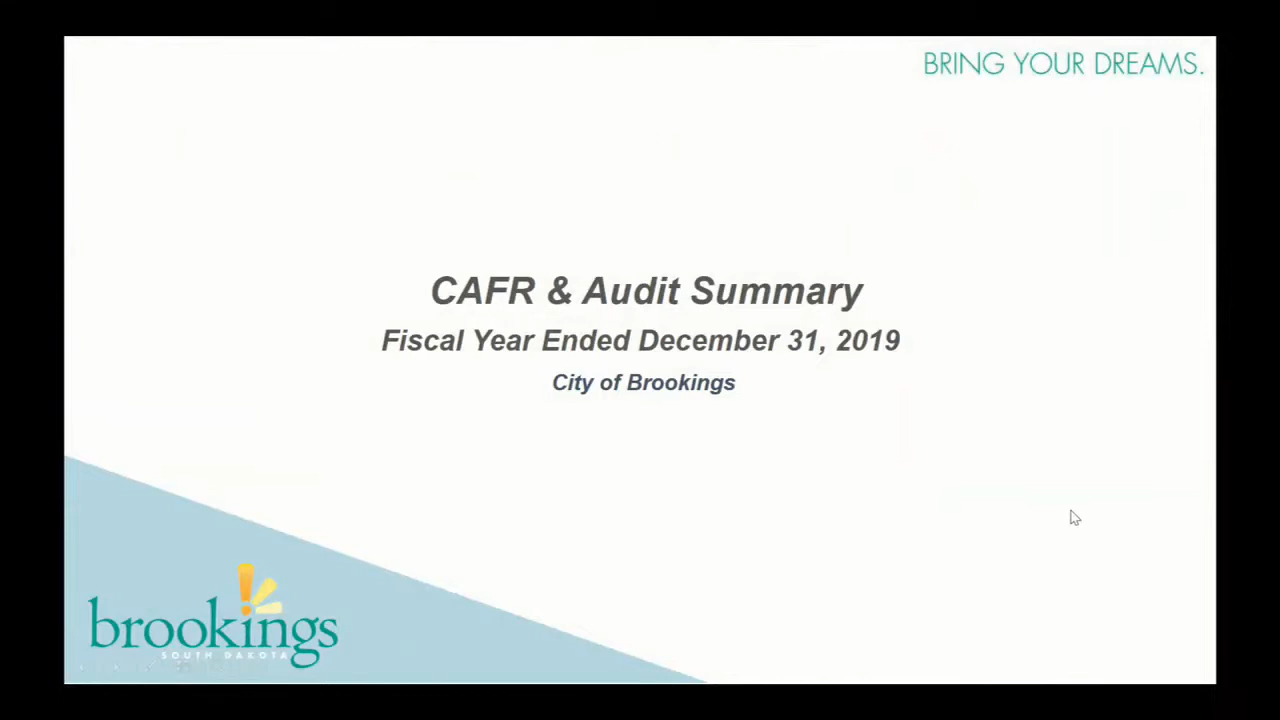 BRING YOUR DREAMS.
CAFR & Audit Summary
Fiscal Year Ended December 31, 2019
City of Brookings
brookings
SOUTH DAKOTA